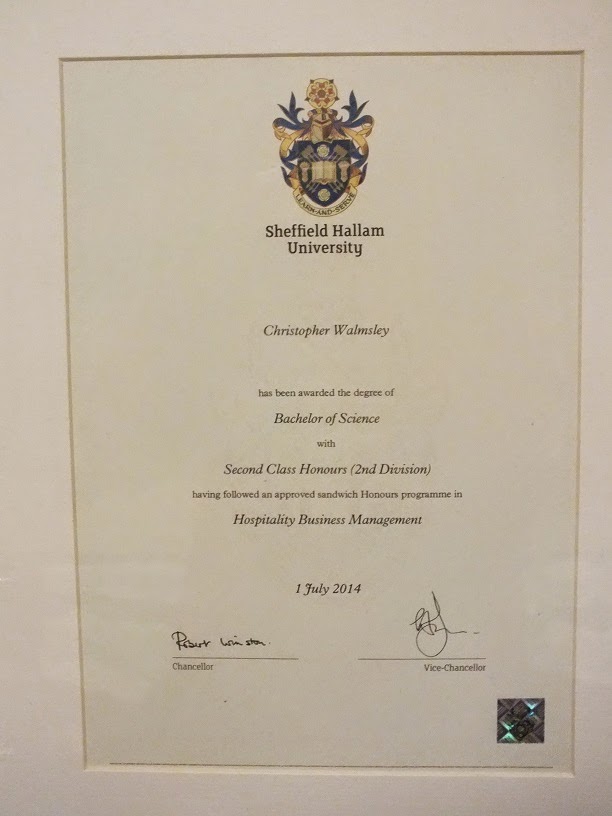 LEARN·AND·SERVE
Sheffield Hallam
University
Christopher Walmsley
has been awarded the degree of
Bachelor of Science
with
Second Class Honours (2nd Division)
having followed an approved sandwich Honours programme in
Hospitality Business Management
1 July 2014
Robert Winston.
Chancellor
Vice-Chancellor